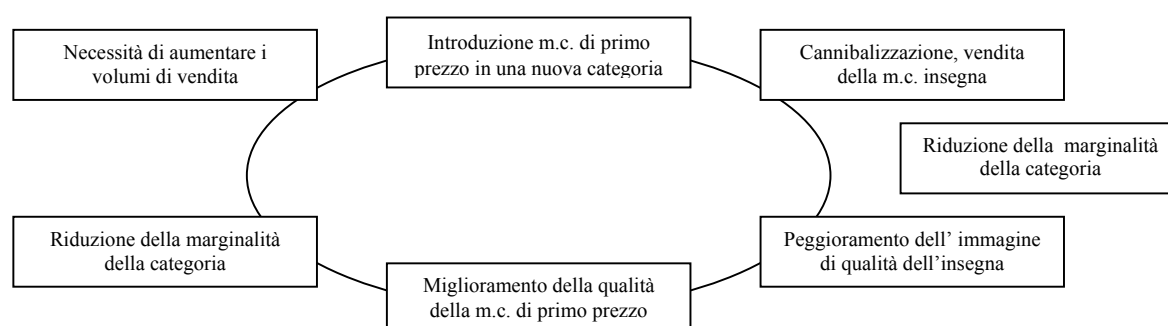 Necessità di aumentare i
volumi di vendita
Introduzione m.c. di primo
prezzo in una nuova categoria
Cannibalizzazione, vendita
della m.c. insegna
Riduzione della marginalità
della categoria
Riduzione della marginalità
della categoria
Miglioramento della qualità
della m.c. di primo prezzo
Peggioramento dell’ immagine
di qualità dell’insegna